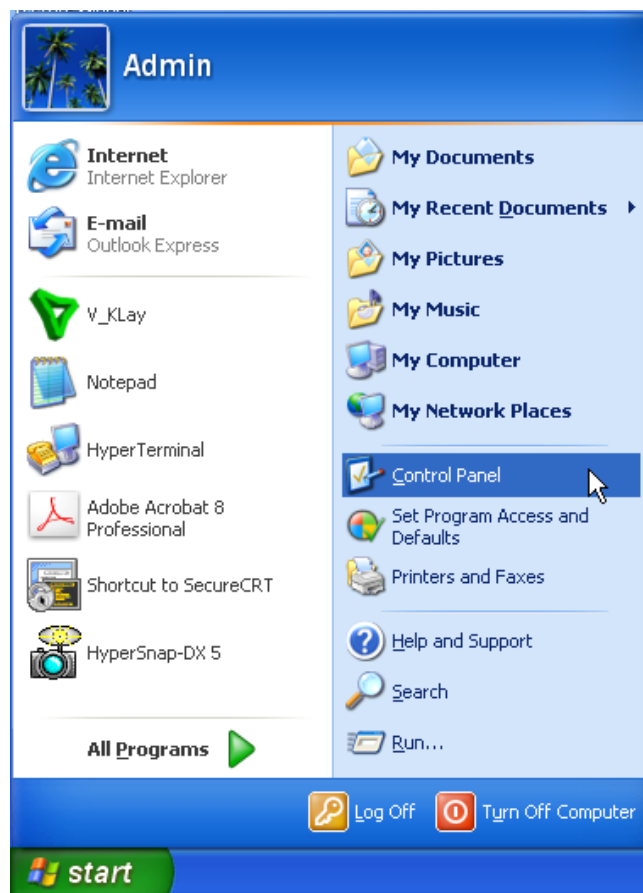 Admin
Internet
Internet Explorer
E-mail
Outlook Express
V_KLay
Notepad
HyperTerminal
Adobe Acrobat 8
Professional
Shortcut to SecureCRT
HyperSnap-DX 5
All Programs
My Documents
My Recent Documents
My Pictures
My Music
My Computer
My Network Places
Control Panel
Set Program Access and
Defaults
Printers and Faxes
Help and Support
Search
Run...
Log Off
Turn Off Computer
start